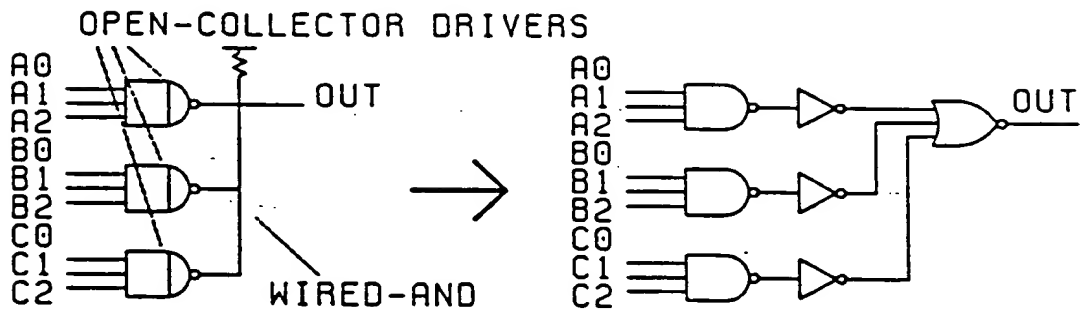 OPEN-COLLECTOR DRIVERS
A0
A1
A2
B0
B1
B2
C0
C1
C2
OUT
WIRED-AND
A0
A1
A2
B0
B1
B2
C0
C1
C2
OUT